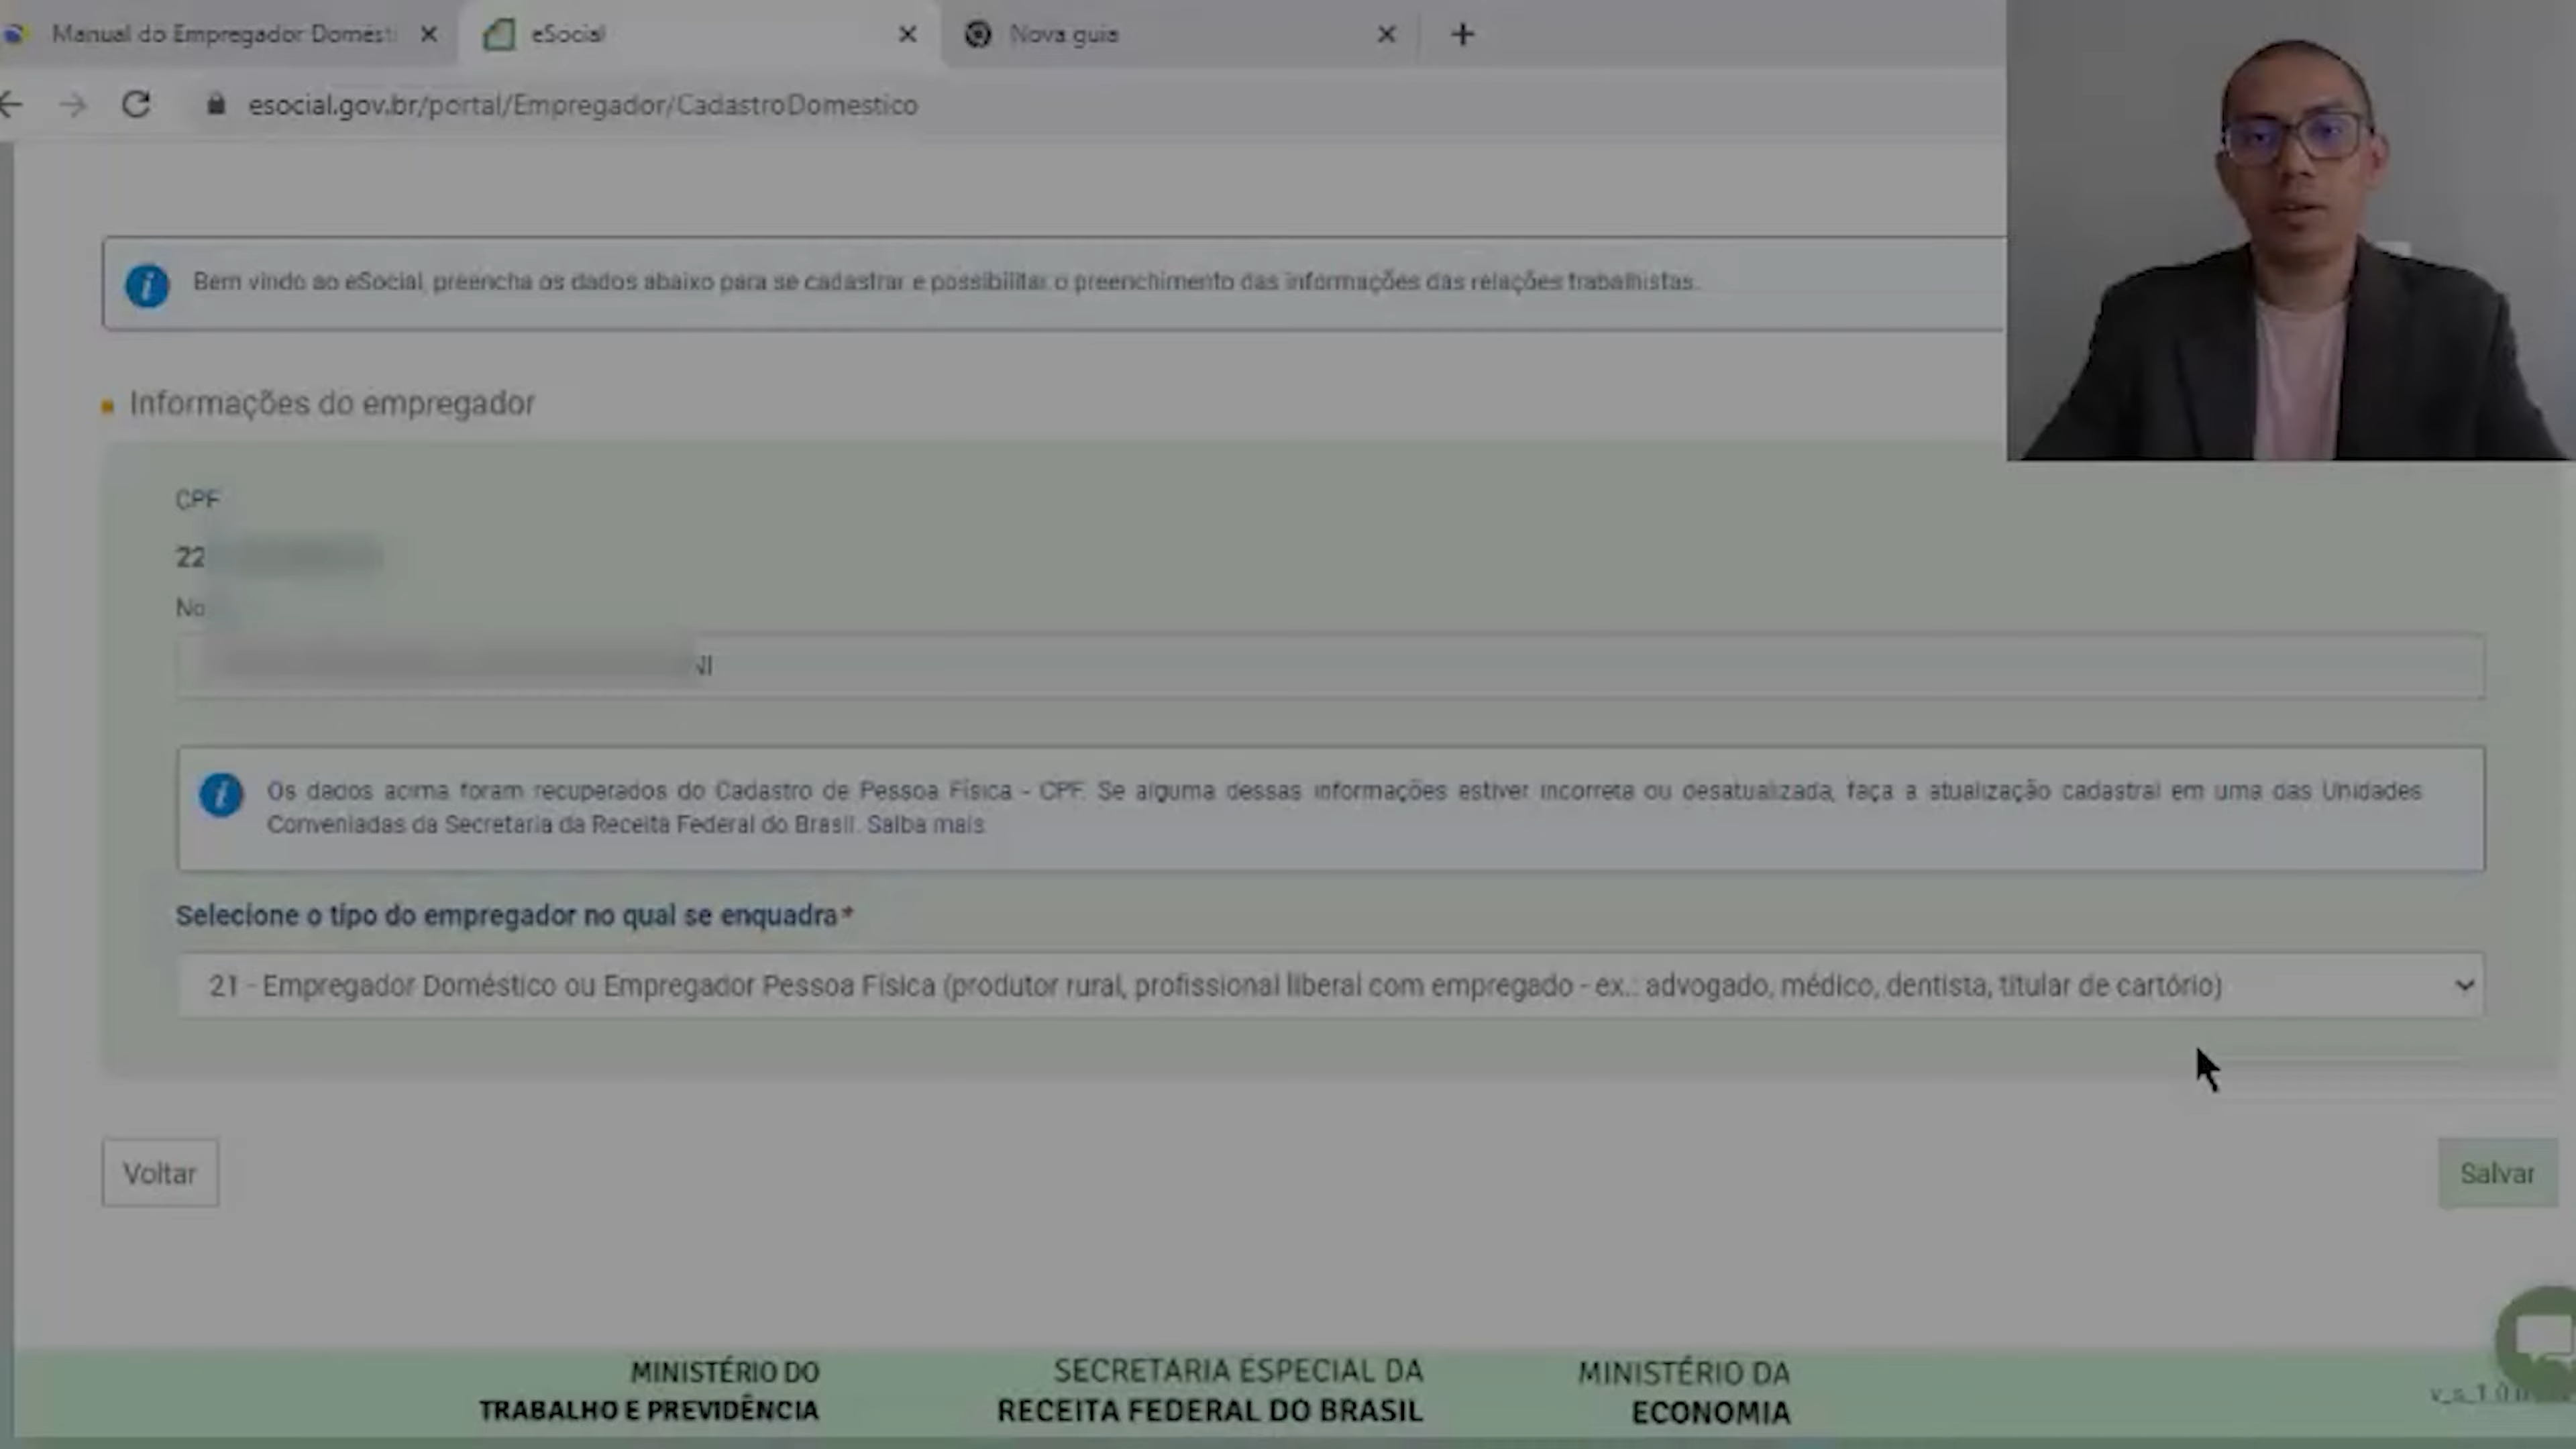 Manual do Empregador Domésti
eSocial
Nova guia
esocial.gov.br/portal/Empregador/CadastroDomestico
Bem vindo ao eSocial, preencha os dados abaixo para se cadastrar e possibilitar o preenchimento das informações das relações trabalhistas.
Informações do empregador
CPF
22
No
NI
Os dados acima foram recuperados do Cadastro de Pessoa Física - CPF. Se alguma dessas informações estiver incorreta ou desatualizada, faça a atualização cadastral em uma das Unidades
Conveniadas da Secretaria da Receita Federal do Brasil. Saiba mais
Selecione o tipo do empregador no qual se enquadra*
21 - Empregador Doméstico ou Empregador Pessoa Física (produtor rural, profissional liberal com empregado - ex.: advogado, médico, dentista, titular de cartório)
Voltar
Salvar
MINISTÉRIO DO
TRABALHO E PREVIDÊNCIA
SECRETARIA ESPECIAL DA
RECEITA FEDERAL DO BRASIL
MINISTÉRIO DA
ECONOMIA